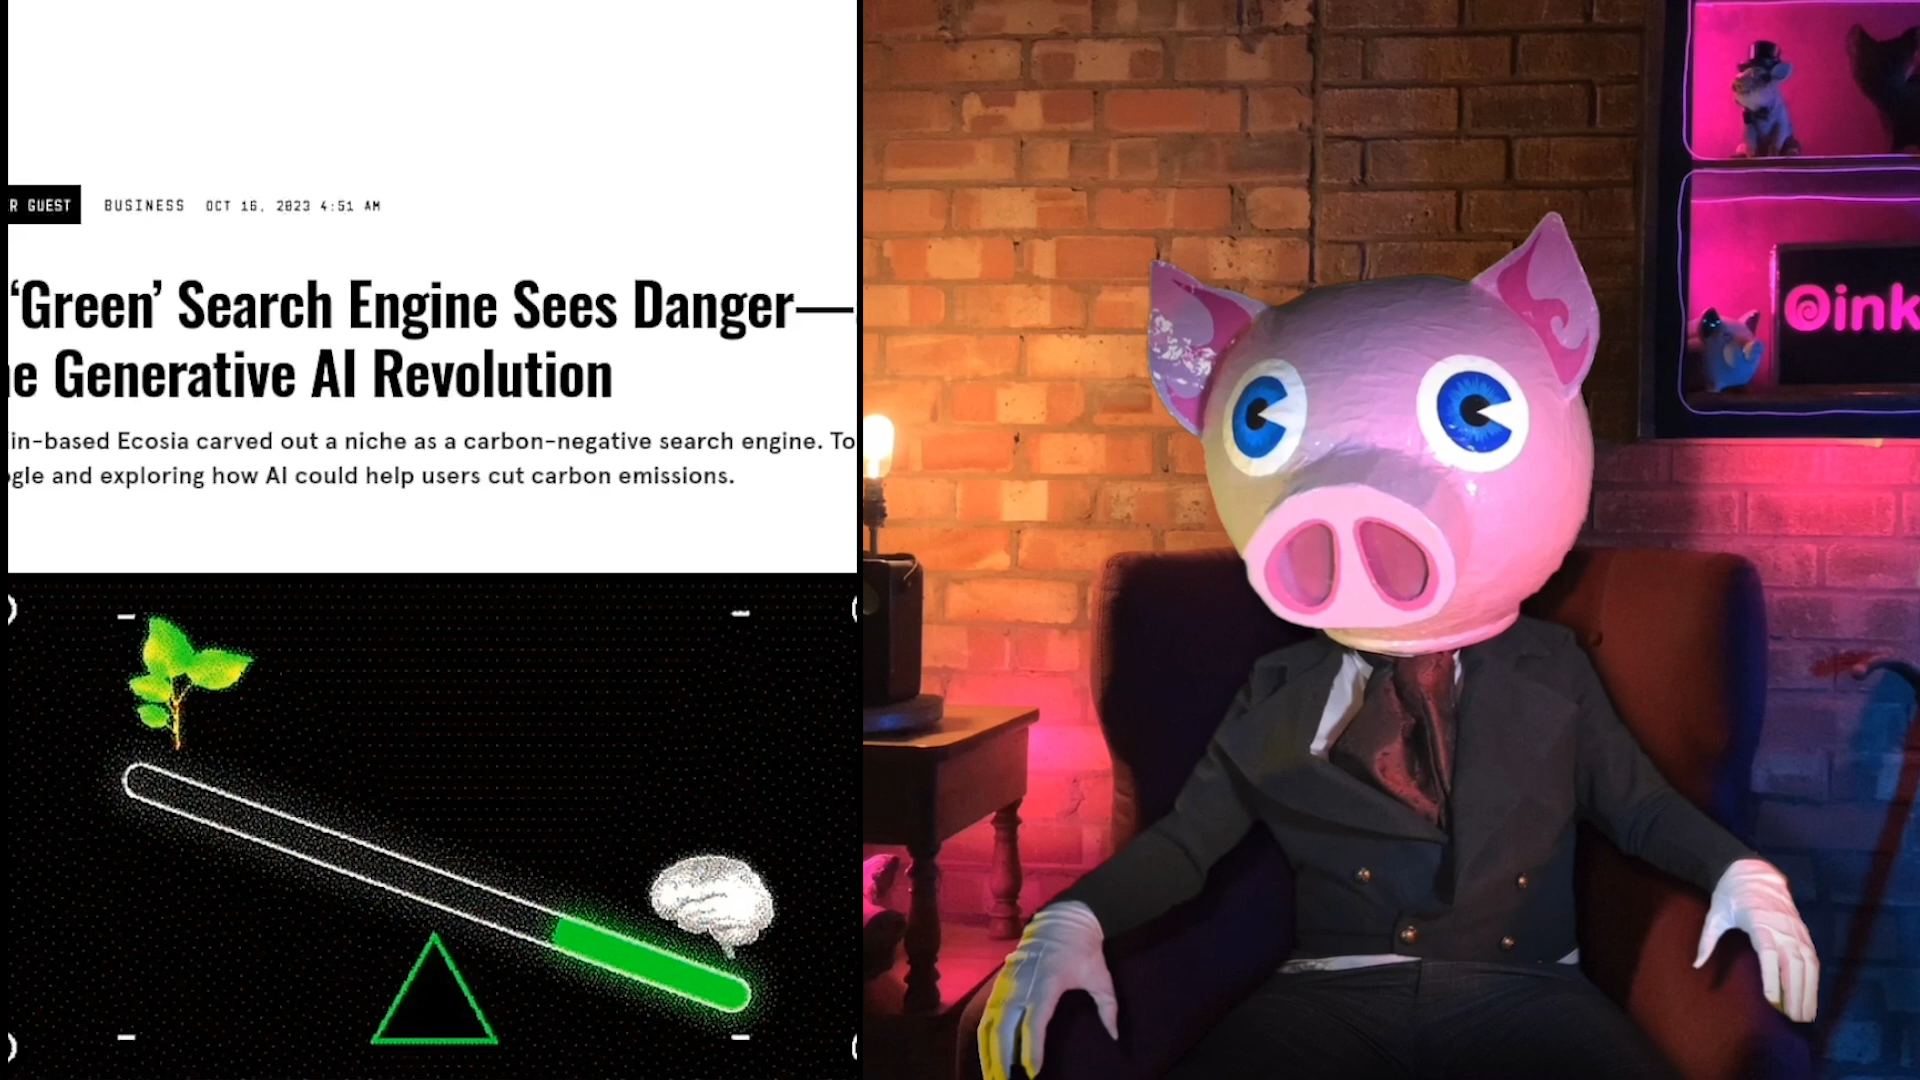 R GUEST BUSINESS OCT 16, 2023 4:51 AM
‘Green’ Search Engine Sees Danger—
e Generative AI Revolution
in-based Ecosia carved out a niche as a carbon-negative search engine. To
gle and exploring how AI could help users cut carbon emissions.
Oink